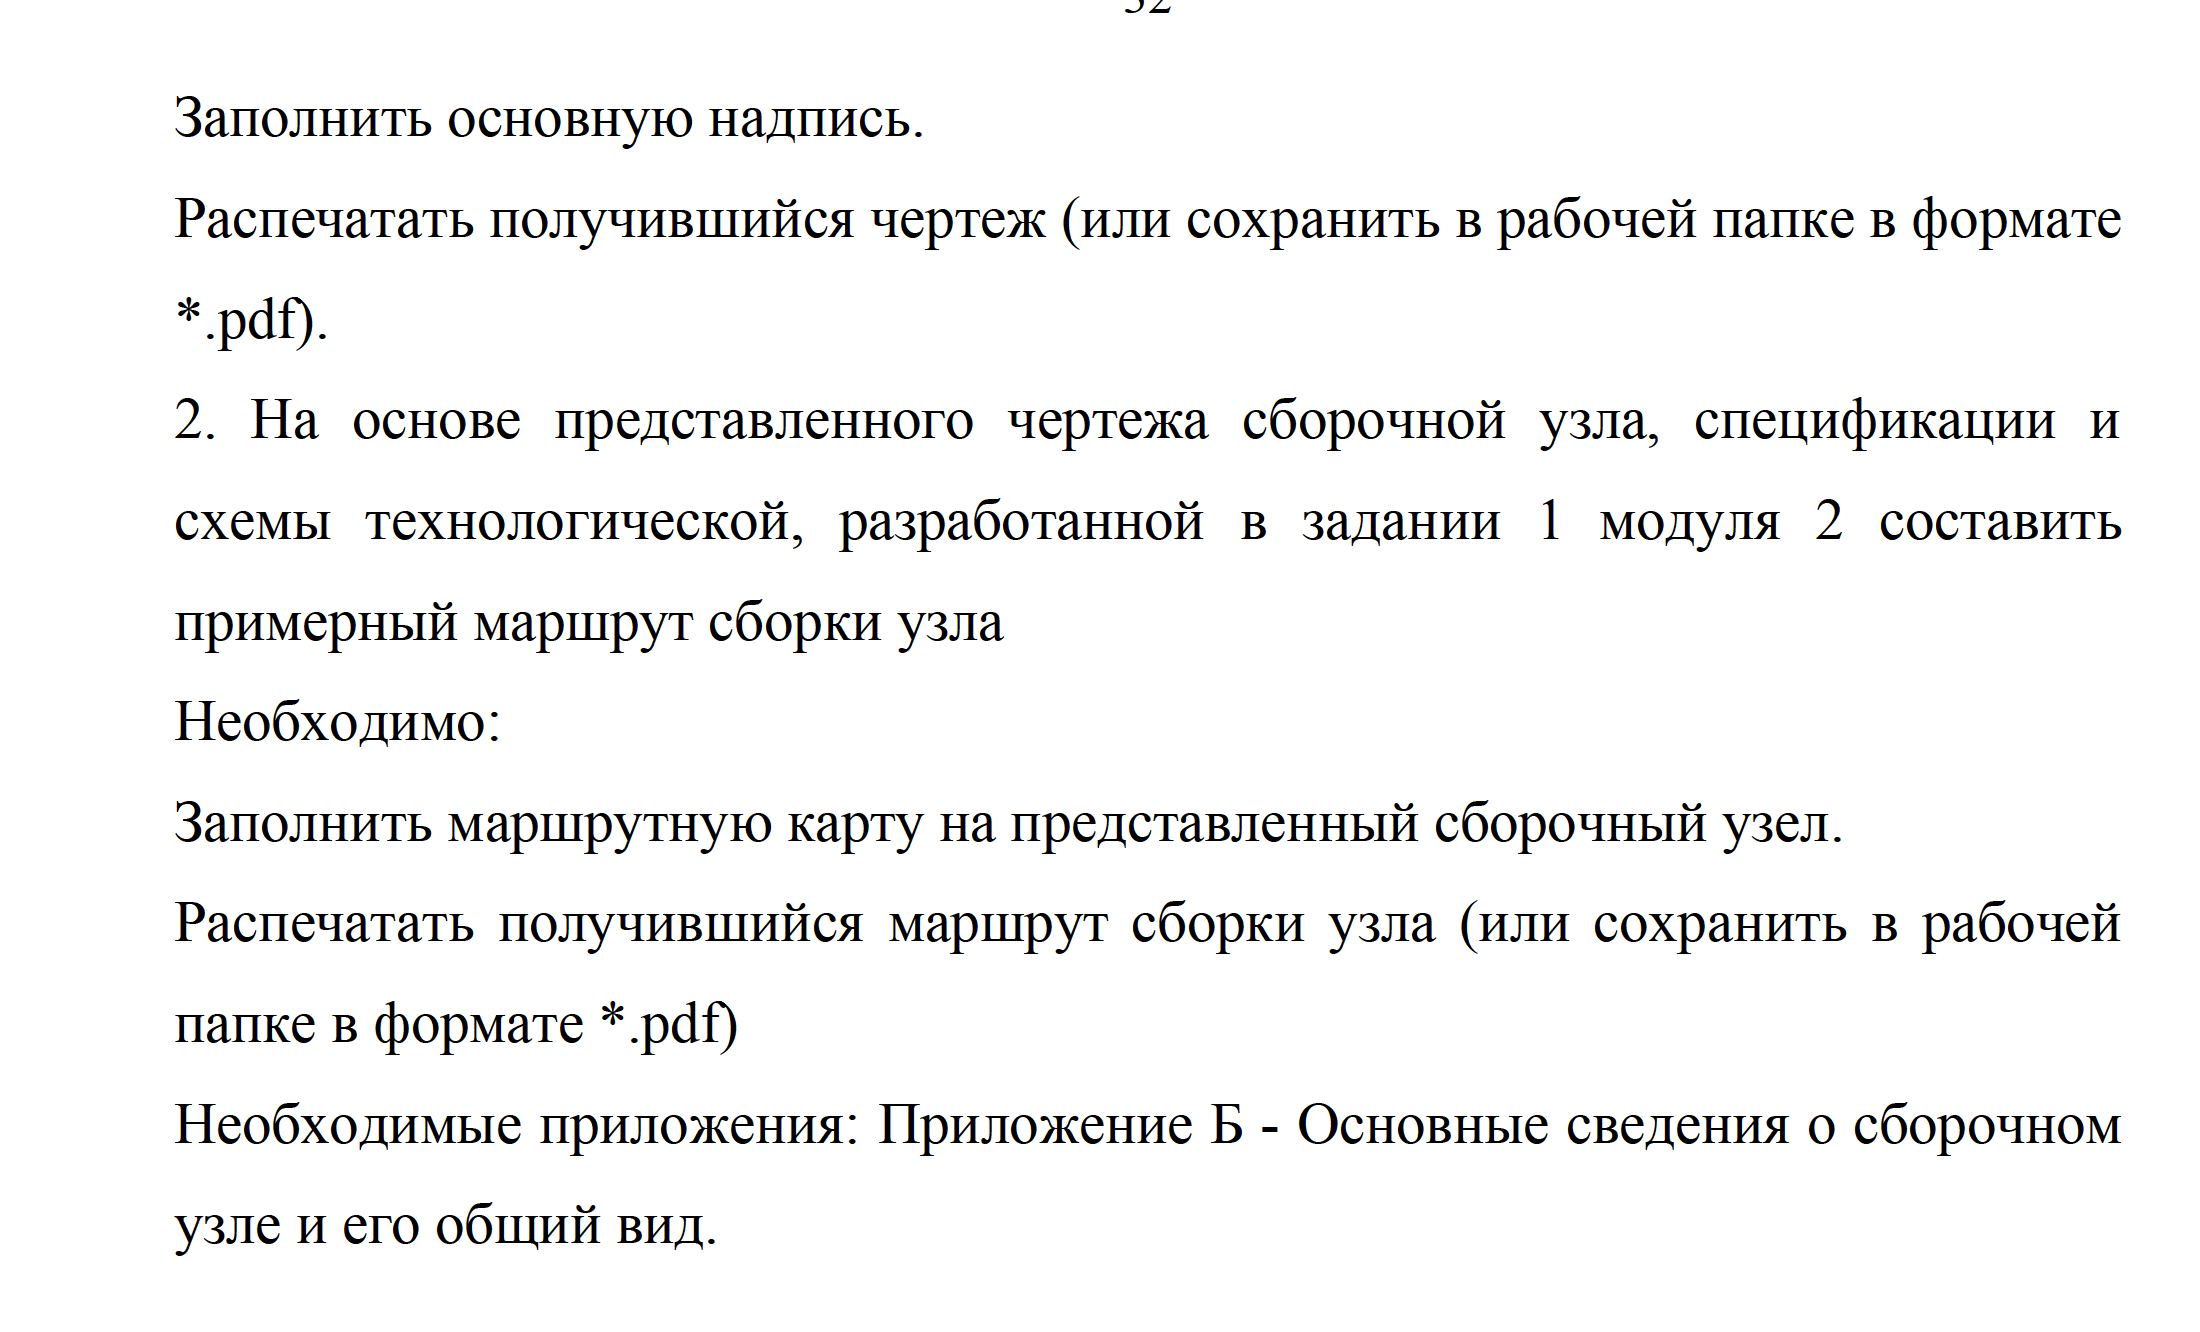 Заполнить основную надпись.
Распечатать получившийся чертеж (или сохранить в рабочей папке в формате
*.pdf).
2. На основе представленного чертежа сборочной узла, спецификации и
схемы технологической, разработанной в задании 1 модуля 2 составить
примерный маршрут сборки узла
Необходимо:
Заполнить маршрутную карту на представленный сборочный узел.
Распечатать получившийся маршрут сборки узла (или сохранить в рабочей
папке в формате *.pdf)
Необходимые приложения: Приложение Б - Основные сведения о сборочном
узле и его общий вид.